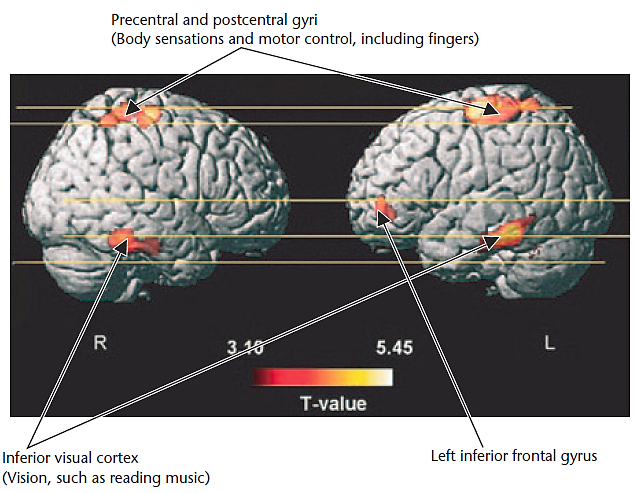 Precentral and postcentral gyri
(Body sensations and motor control, including fingers)
R
L
3.10
5.45
T-value
Inferior visual cortex
(Vision, such as reading music)
Left inferior frontal gyrus